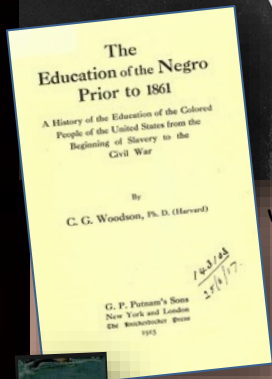 The
Education of the Negro
Prior to 1861
A History of the Education of the Colored
People of the United States from the
Beginning of Slavery to the
Civil War
By
C. G. Woodson, Ph. D. (Harvard)
G. P. Putnam's Sons
New York and London
The Knickerbocker Press
1915